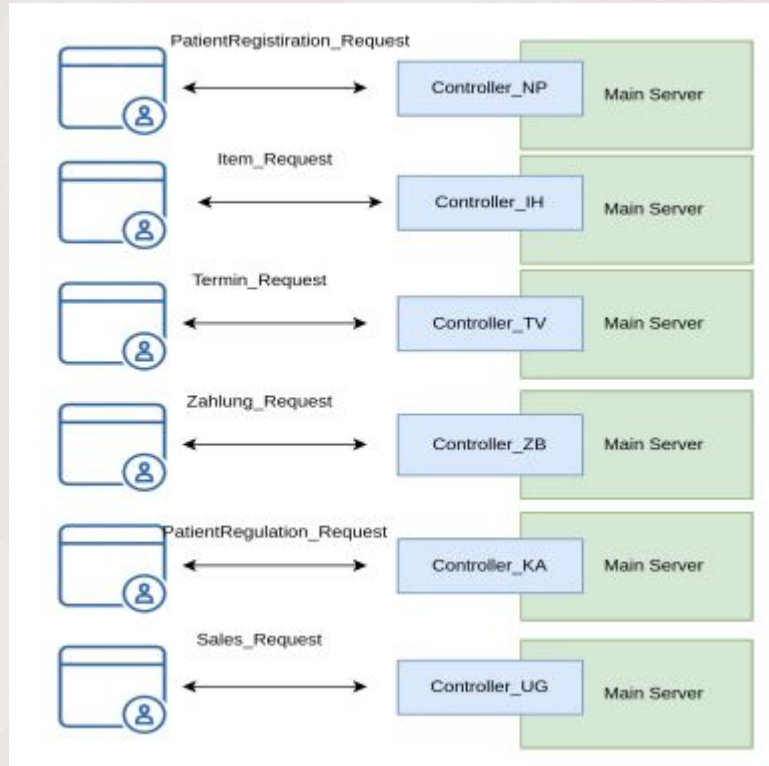 PatientRegistiration_Request
Controller_NP
Main Server
Item_Request
Controller_IH
Main Server
Termin_Request
Controller_TV
Main Server
Zahlung_Request
Controller_ZB
Main Server
PatientRegulation_Request
Controller_KA
Main Server
Sales_Request
Controller_UG
Main Server